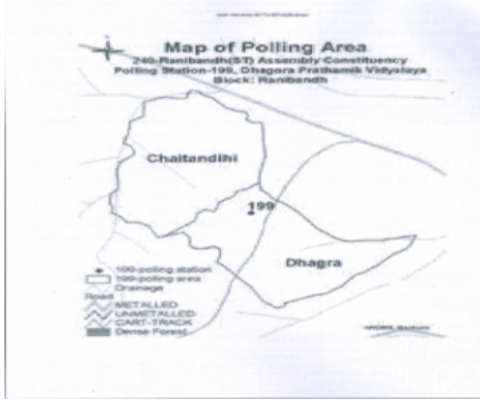 Map of Polling Area
249-Ranibandh(ST) Assembly Constituency
Polling Station-199, Dhagora Prathamik Vidyalaya
Block: Ranibandh
Chaitandihi
199
Dhagra
199-polling station
199-polling area
Drainage
Road
METALLED
UNMETALLED
CART-TRACK
Dense Forest